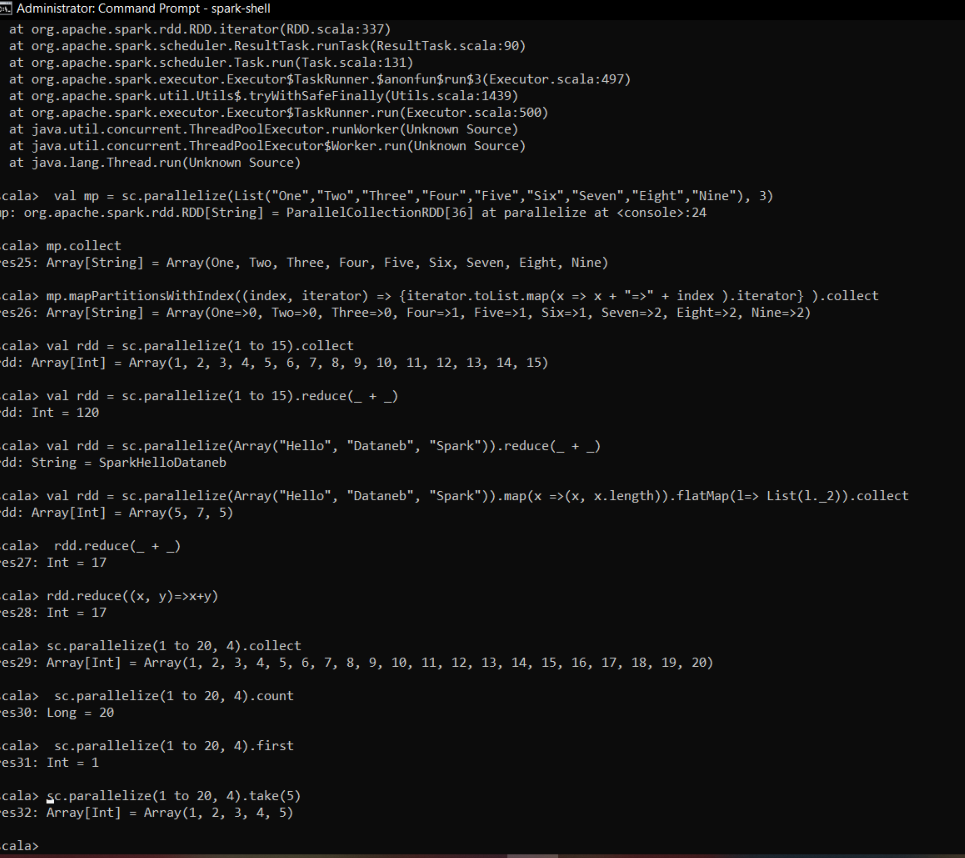 Administrator: Command Prompt - spark-shell
at org.apache.spark.rdd.RDD.iterator(RDD.scala:337)
at org.apache.spark.scheduler.ResultTask.runTask(ResultTask.scala:90)
at org.apache.spark.scheduler.Task.run(Task.scala:131)
at org.apache.spark.executor.Executor$TaskRunner.$anonfun$run$3(Executor.scala:497)
at org.apache.spark.util.Utils$.tryWithSafeFinally(Utils.scala:1439)
at org.apache.spark.executor.Executor$TaskRunner.run(Executor.scala:500)
at java.util.concurrent.ThreadPoolExecutor.runWorker(Unknown Source)
at java.util.concurrent.ThreadPoolExecutor$Worker.run(Unknown Source)
at java.lang.Thread.run(Unknown Source)
cala>  val mp = sc.parallelize(List("One","Two","Three","Four","Five","Six","Seven","Eight","Nine"), 3)
mp: org.apache.spark.rdd.RDD[String] = ParallelCollectionRDD[36] at parallelize at <console>:24
cala> mp.collect
es25: Array[String] = Array(One, Two, Three, Four, Five, Six, Seven, Eight, Nine)
cala> mp.mapPartitionsWithIndex((index, iterator) => {iterator.toList.map(x => x + "=>" + index ).iterator} ).collect
es26: Array[String] = Array(One=>0, Two=>0, Three=>0, Four=>1, Five=>1, Six=>1, Seven=>2, Eight=>2, Nine=>2)
cala> val rdd = sc.parallelize(1 to 15).collect
dd: Array[Int] = Array(1, 2, 3, 4, 5, 6, 7, 8, 9, 10, 11, 12, 13, 14, 15)
cala> val rdd = sc.parallelize(1 to 15).reduce(_ + _)
dd: Int = 120
cala> val rdd = sc.parallelize(Array("Hello", "Dataneb", "Spark")).reduce(_ + _)
dd: String = SparkHelloDataneb
cala> val rdd = sc.parallelize(Array("Hello", "Dataneb", "Spark")).map(x =>(x, x.length)).flatMap(l=> List(l._2)).collect
dd: Array[Int] = Array(5, 7, 5)
cala>  rdd.reduce(_ + _)
es27: Int = 17
cala> rdd.reduce((x, y)=>x+y)
es28: Int = 17
cala> sc.parallelize(1 to 20, 4).collect
es29: Array[Int] = Array(1, 2, 3, 4, 5, 6, 7, 8, 9, 10, 11, 12, 13, 14, 15, 16, 17, 18, 19, 20)
cala>  sc.parallelize(1 to 20, 4).count
es30: Long = 20
cala>  sc.parallelize(1 to 20, 4).first
es31: Int = 1
cala> sc.parallelize(1 to 20, 4).take(5)
es32: Array[Int] = Array(1, 2, 3, 4, 5)
cala>